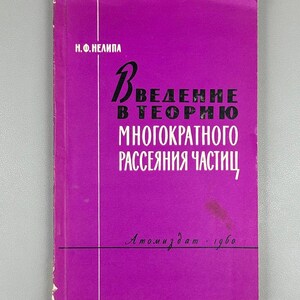 Н.Ф.НЕЛИПА
ВВЕДЕНИЕ
В ТЕОРИЮ
МНОГОКРАТНОГО
РАССЕЯНИЯ ЧАСТИЦ
Атомиздат · 1960